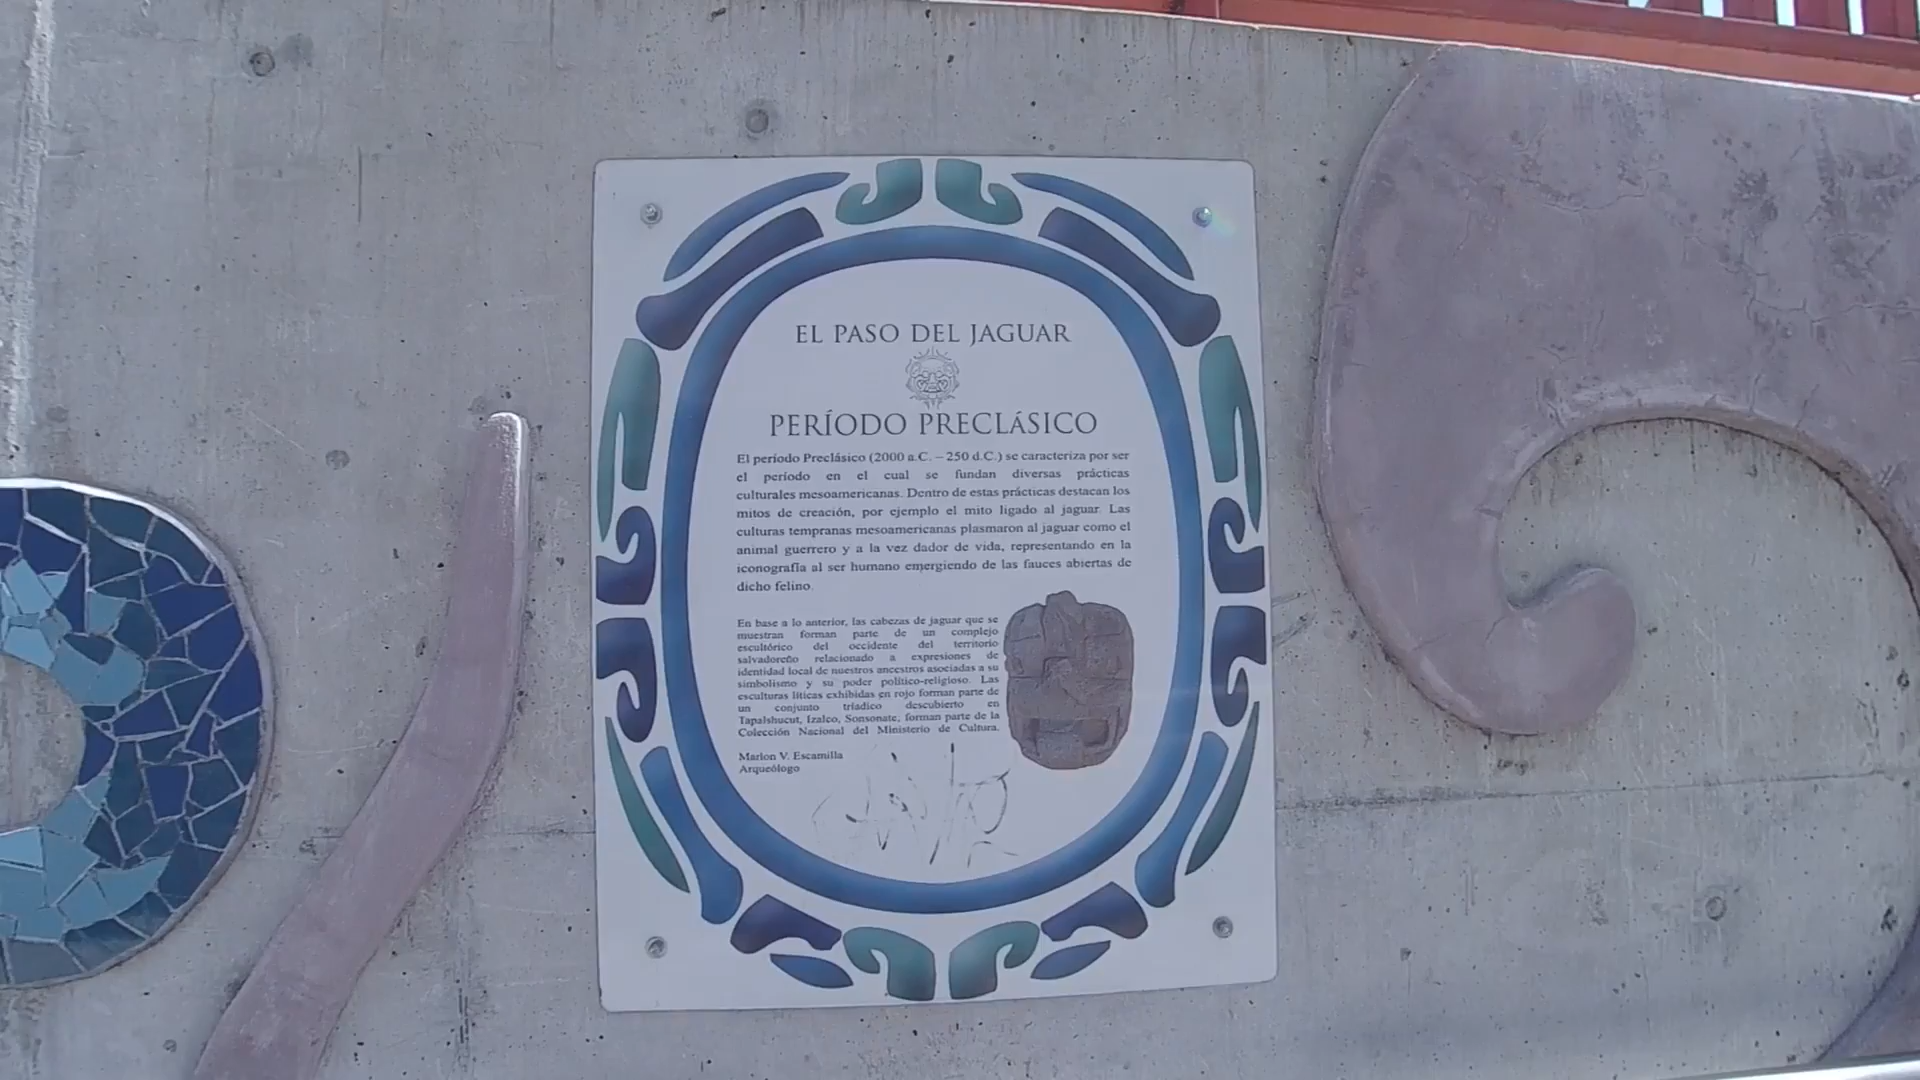 EL PASO DEL JAGUAR
PERÍODO PRECLÁSICO
El período Preclásico (2000 a.C. – 250 d.C.) se caracteriza por ser
el período en el cual se fundan diversas prácticas
culturales mesoamericanas. Dentro de estas prácticas destacan los
mitos de creación, por ejemplo el mito ligado al jaguar. Las
culturas tempranas mesoamericanas plasmaron al jaguar como el
animal guerrero y a la vez dador de vida, representando en la
iconografía al ser humano emergiendo de las fauces abiertas de
dicho felino.
En base a lo anterior, las cabezas de jaguar que se
muestran forman parte de un complejo
escultórico del occidente del territorio
salvadoreño relacionado a expresiones de
identidad local de nuestros ancestros asociadas a su
simbolismo y su poder político-religioso. Las
esculturas líticas exhibidas en rojo forman parte de
un conjunto tríadico descubierto en
Tapalshucut, Izalco, Sonsonate, forman parte de la
Colección Nacional del Ministerio de Cultura.
Marlon V. Escamilla
Arqueólogo